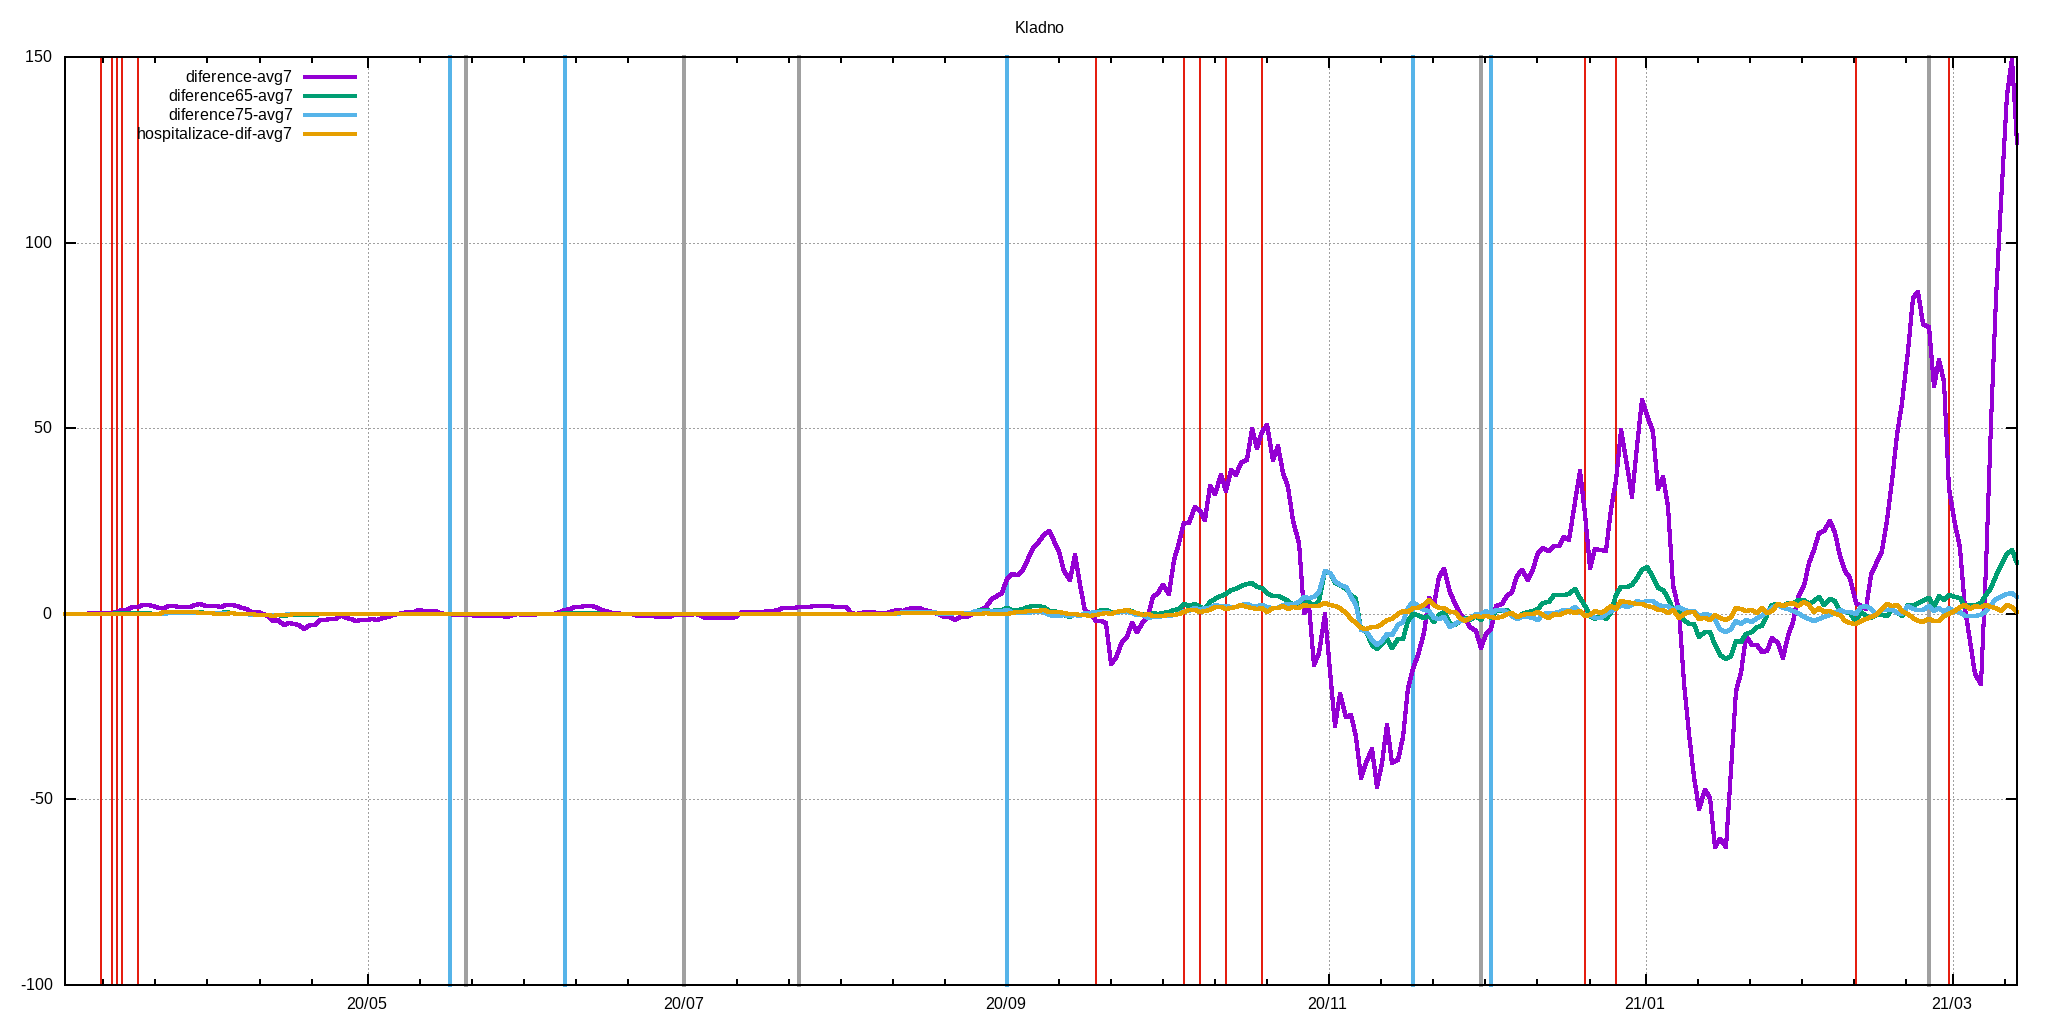 Kladno
150
100
50
0
-50
-100
diference-avg7
diference65-avg7
diference75-avg7
hospitalizace-dif-avg7
20/05
20/07
20/09
20/11
21/01
21/03